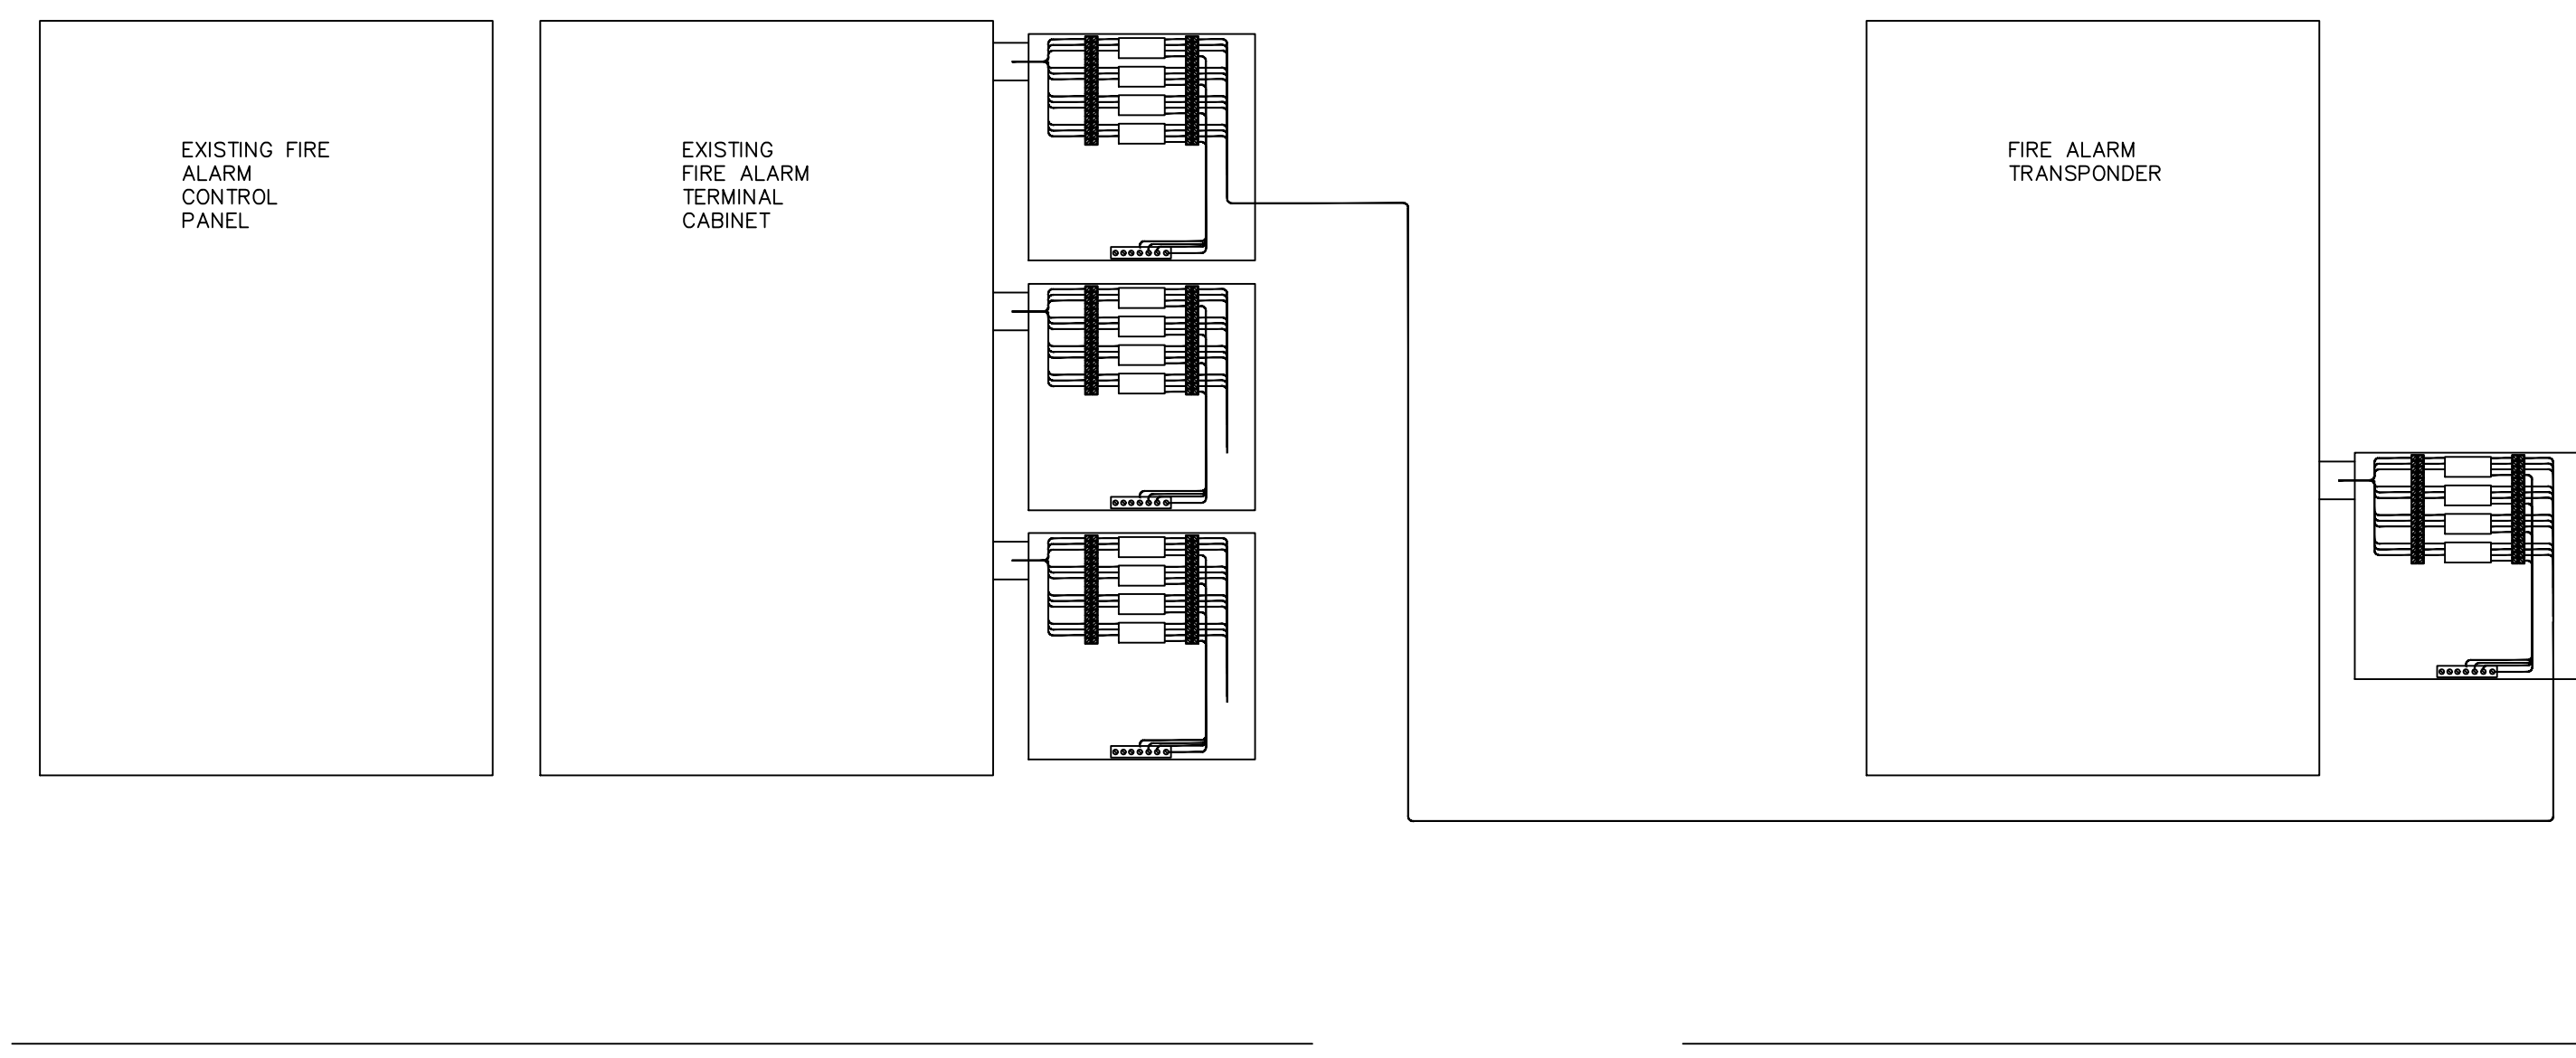 EXISTING FIRE
ALARM
CONTROL
PANEL
EXISTING
FIRE ALARM
TERMINAL
CABINET
FIRE ALARM
TRANSPONDER